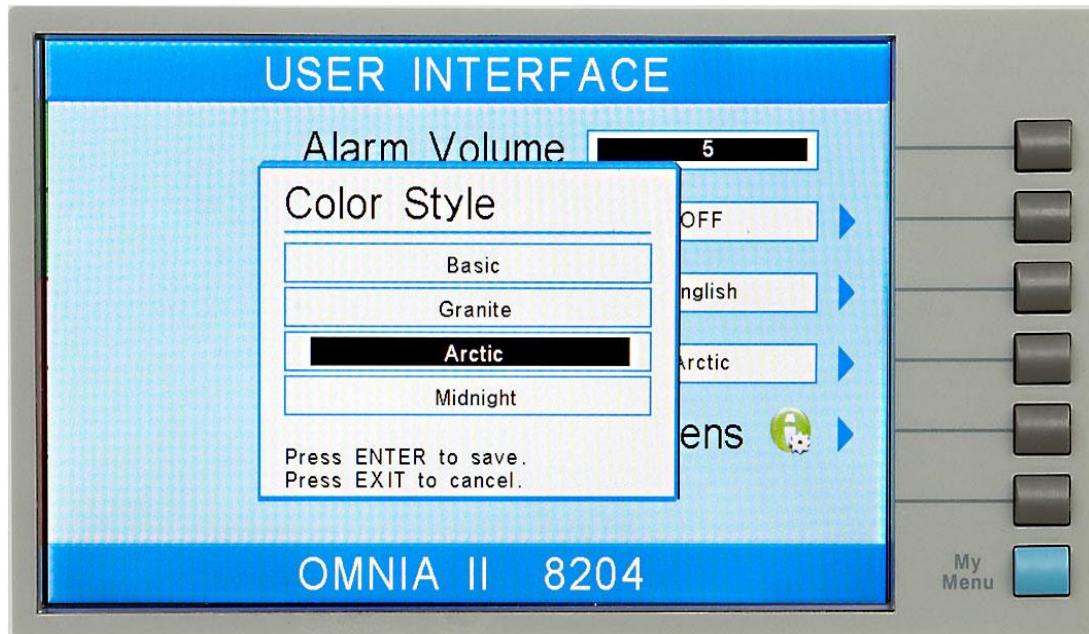 USER INTERFACE
Alarm Volume 5
Color Style
OFF
Basic
nglish
Granite
Arctic
Arctic
Midnight
ens
Press ENTER to save.
Press EXIT to cancel.
OMNIA II 8204
My
Menu